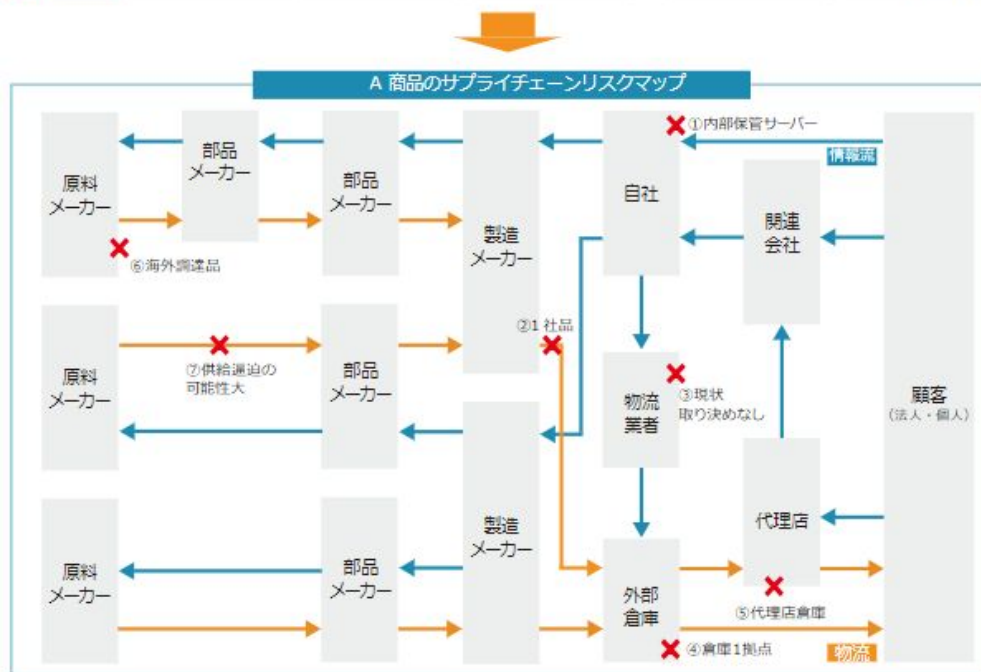 A 商品のサプライチェーンリスクマップ
①内部保管サーバー
情報流
部品
メーカー
原料
メーカー
部品
メーカー
自社
製造
メーカー
関連
会社
⑥海外調達品
②1 社品
⑦供給逼迫の
可能性大
原料
メーカー
部品
メーカー
物流
業者
③現状
取り決めなし
顧客
(法人・個人)
代理店
製造
メーカー
原料
メーカー
部品
メーカー
外部
倉庫
⑤代理店倉庫
④倉庫1拠点
物流